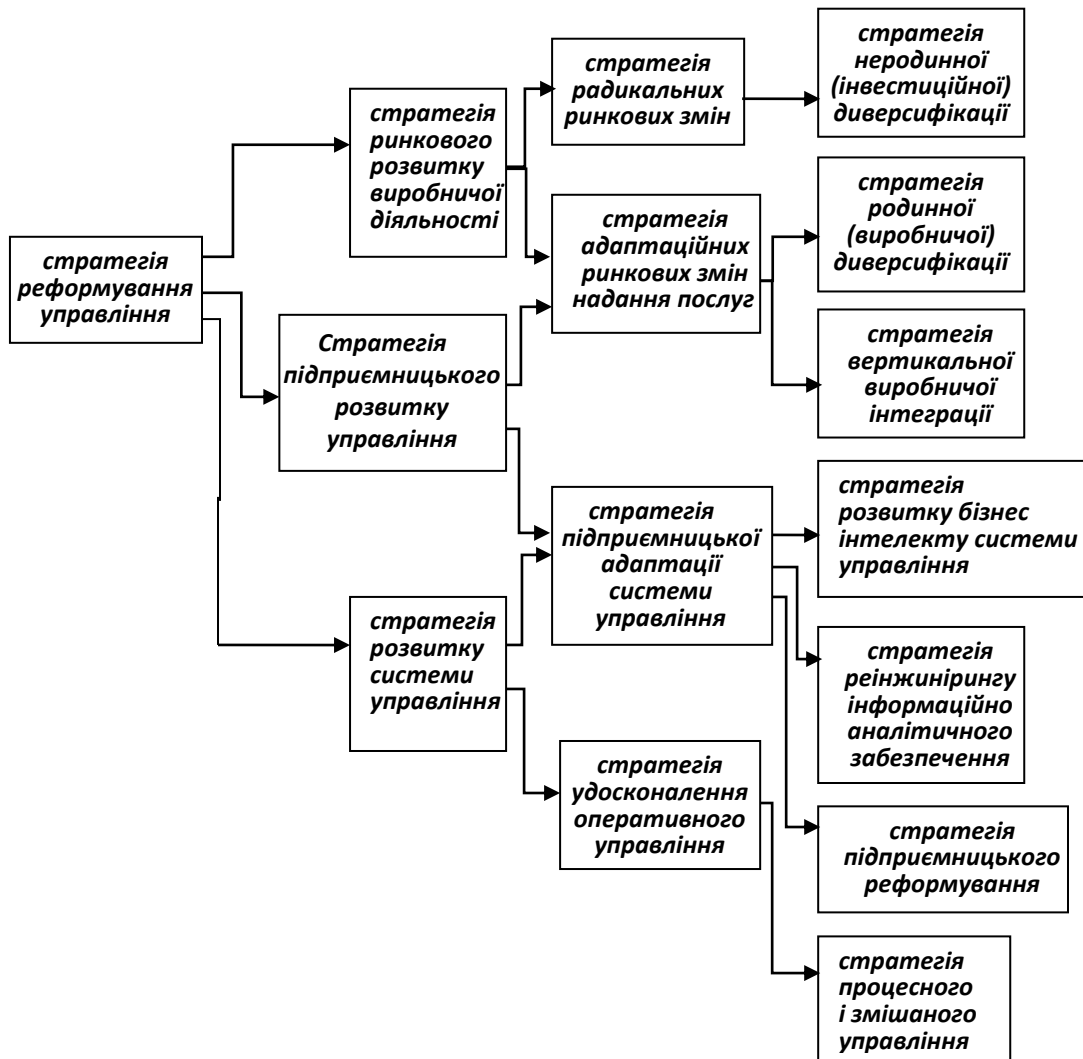 стратегія
реформування
управління
стратегія
ринкового
розвитку
виробничої
діяльності
Стратегія
підприємницького
розвитку
управління
стратегія
розвитку
системи
управління
стратегія
радикальних
ринкових змін
стратегія
адаптаційних
ринкових змін
надання послуг
стратегія
підприємницької
адаптації
системи
управління
стратегія
удосконалення
оперативного
управління
стратегія
неродинної
(інвестиційної)
диверсифікації
стратегія
родинної
(виробничої)
диверсифікації
стратегія
вертикальної
виробничої
інтеграції
стратегія
розвитку бізнес
інтелекту системи
управління
стратегія
реінжинірингу
інформаційно
аналітичного
забезпечення
стратегія
підприємницького
реформування
стратегія
процесного
і змішаного
управління